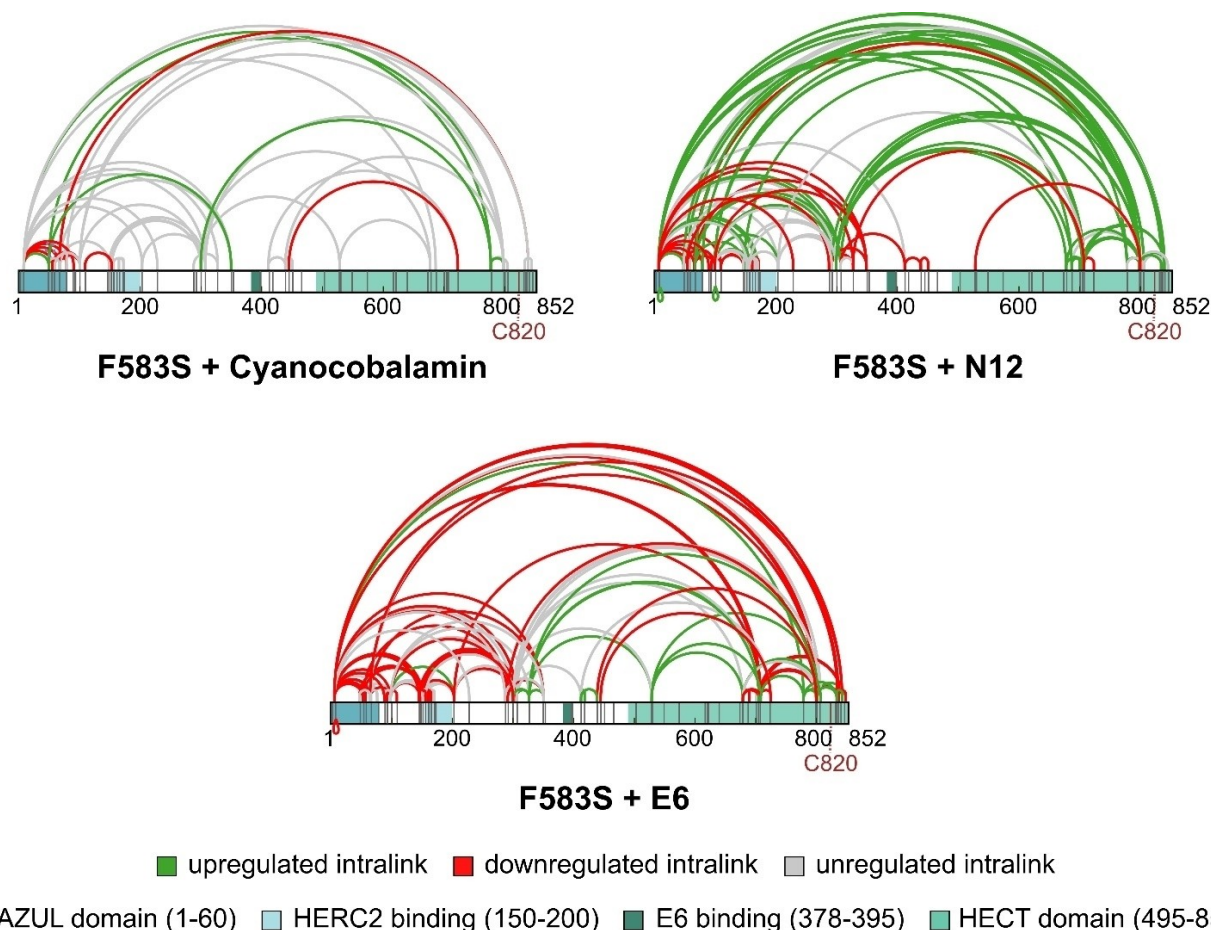 1 200 400 600 800 852
C820
F583S + Cyanocobalamin
1 200 400 600 800 852
C820
F583S + N12
1 200 400 600 800 852
C820
F583S + E6
upregulated intralink downregulated intralink unregulated intralink
AZUL domain (1-60) HERC2 binding (150-200) E6 binding (378-395) HECT domain (495-8